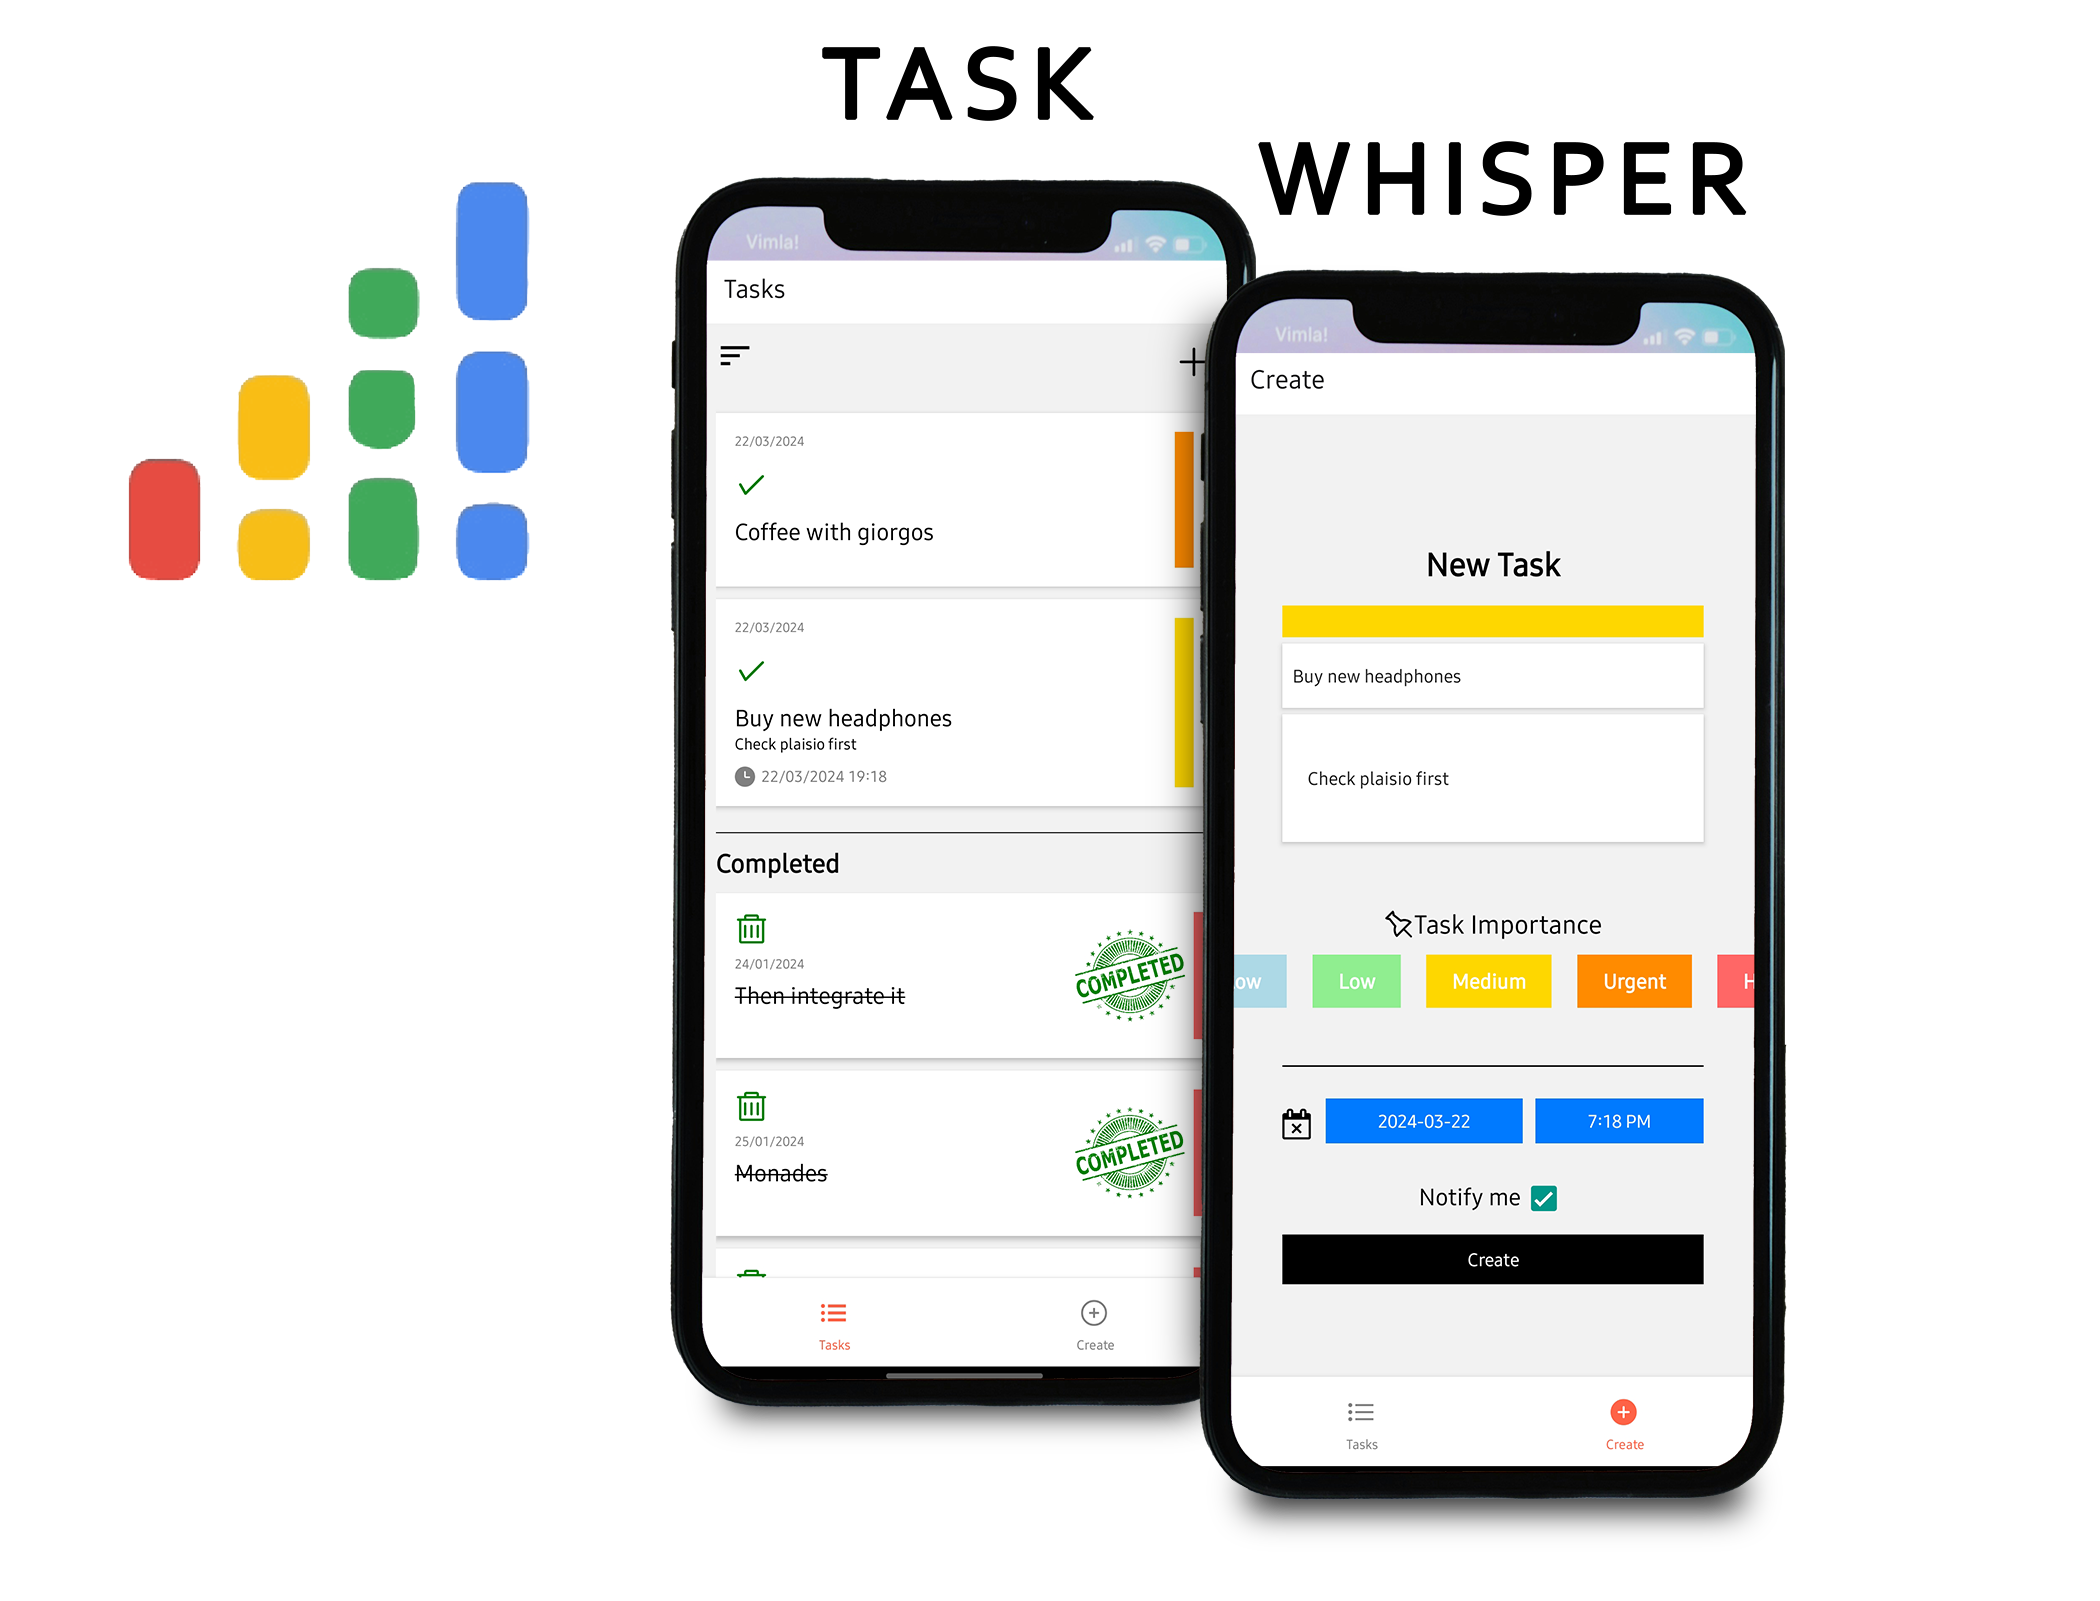 TASK
WHISPER
Vimla!
Tasks
22/03/2024
Coffee with giorgos
22/03/2024
Buy new headphones
Check plaisio first
22/03/2024 19:18
Completed
24/01/2024
Then integrate it
COMPLETED
25/01/2024
Monades
COMPLETED
Tasks
Create
Vimla!
Create
New Task
Buy new headphones
Check plaisio first
Task Importance
ow
Low
Medium
Urgent
H
2024-03-22
7:18 PM
Notify me
Create
Tasks
Create